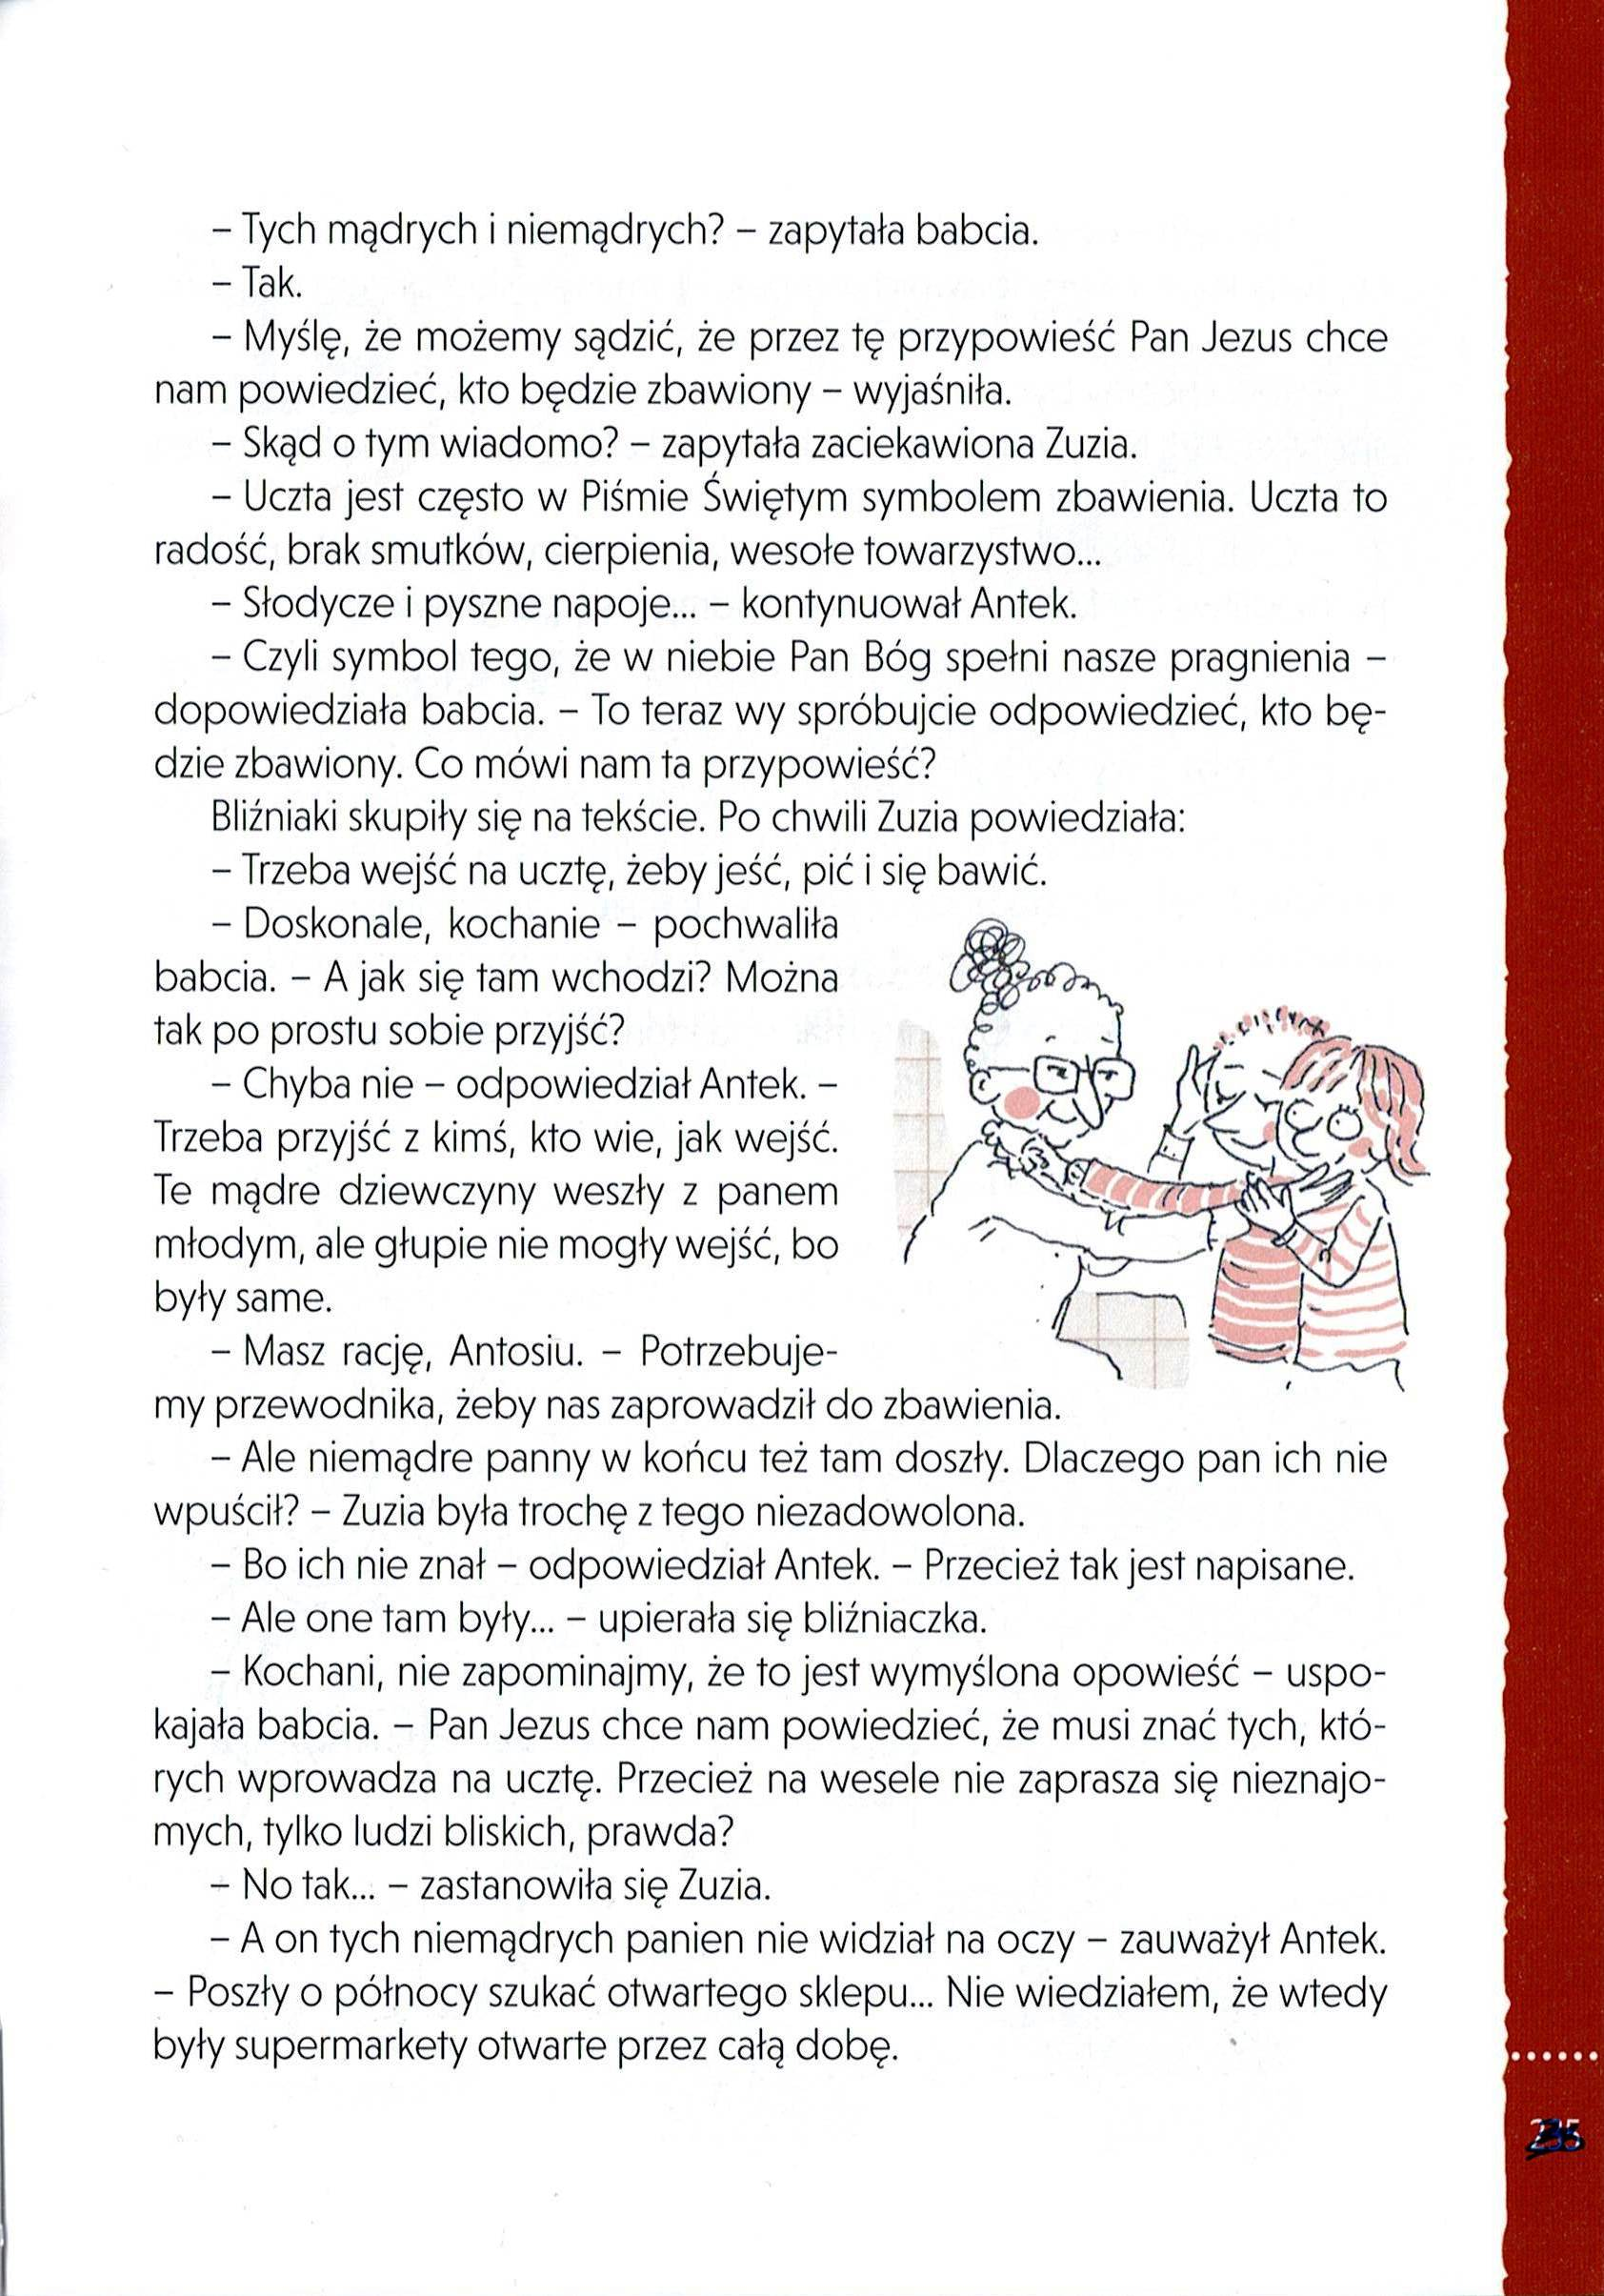 – Tych mądrych i niemądrych? – zapytała babcia.
– Tak.
– Myślę, że możemy sądzić, że przez tę przypowieść Pan Jezus chce
nam powiedzieć, kto będzie zbawiony – wyjaśniła.
– Skąd o tym wiadomo? – zapytała zaciekawiona Zuzia.
– Uczta jest często w Piśmie Świętym symbolem zbawienia. Uczta to
radość, brak smutków, cierpienia, wesołe towarzystwo...
– Słodycze i pyszne napoje... – kontynuował Antek.
– Czyli symbol tego, że w niebie Pan Bóg spełni nasze pragnienia –
dopowiedziała babcia. – To teraz wy spróbujcie odpowiedzieć, kto bę-
dzie zbawiony. Co mówi nam ta przypowieść?
Bliźniaki skupiły się na tekście. Po chwili Zuzia powiedziała:
– Trzeba wejść na ucztę, żeby jeść, pić i się bawić.
– Doskonale, kochanie – pochwaliła
babcia. – A jak się tam wchodzi? Można
tak po prostu sobie przyjść?
– Chyba nie – odpowiedział Antek. –
Trzeba przyjść z kimś, kto wie, jak wejść.
Te mądre dziewczyny weszły z panem
młodym, ale głupie nie mogły wejść, bo
były same.
– Masz rację, Antosiu. – Potrzebuje-
my przewodnika, żeby nas zaprowadził do zbawienia.
– Ale niemądre panny w końcu też tam doszły. Dlaczego pan ich nie
wpuścił? – Zuzia była trochę z tego niezadowolona.
– Bo ich nie znał – odpowiedział Antek. – Przecież tak jest napisane.
– Ale one tam były... – upierała się bliźniaczka.
– Kochani, nie zapominajmy, że to jest wymyślona opowieść – uspo-
kajała babcia. – Pan Jezus chce nam powiedzieć, że musi znać tych, któ-
rych wprowadza na ucztę. Przecież na wesele nie zaprasza się nieznajo-
mych, tylko ludzi bliskich, prawda?
– No tak... – zastanowiła się Zuzia.
– A on tych niemądrych panien nie widział na oczy – zauważył Antek.
– Poszły o północy szukać otwartego sklepu... Nie wiedziałem, że wtedy
były supermarkety otwarte przez całą dobę.